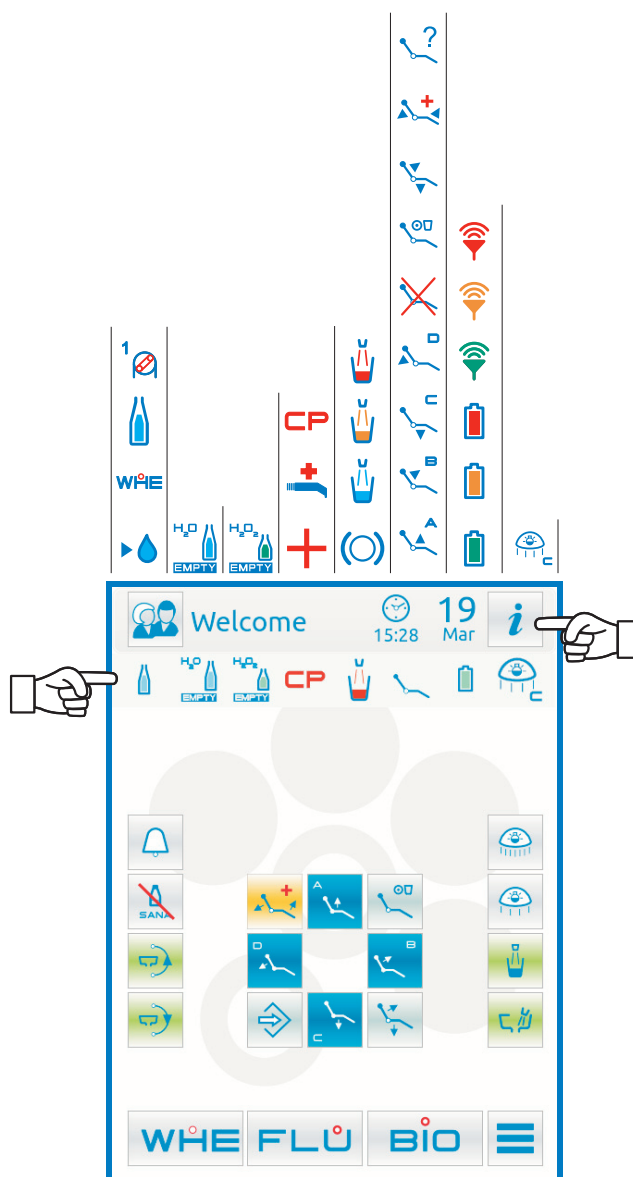 ?
1
D
CP
C
WHE
B
H₂O
EMPTY
H₂O₂
EMPTY
A
C
Welcome
15:28
19
Mar
i
H₂O
EMPTY
H₂O₂
EMPTY
CP
C
A
SANA
D
B
C
WHE
FLU
BIO